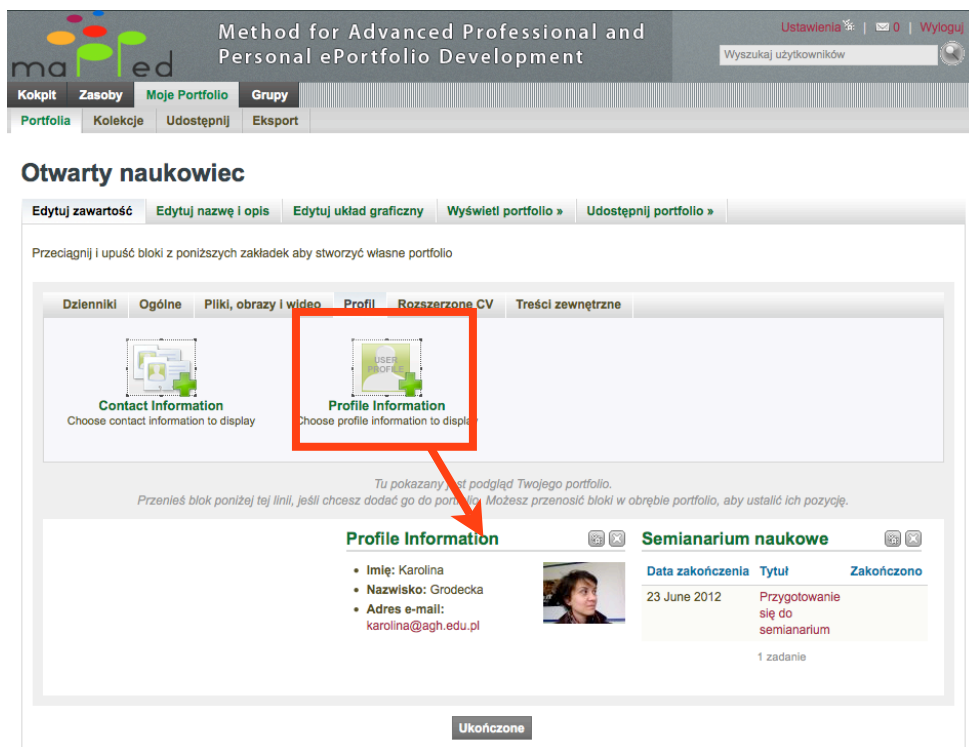 mapped
Method for Advanced Professional and
Personal ePortfolio Development
Ustawienia | 0 | Wyloguj
Wyszukaj użytkowników
Kokpit Zasoby Moje Portfolio Grupy
Portfolia Kolekcje Udostępnij Eksport
Otwarty naukowiec
Edytuj zawartość Edytuj nazwę i opis Edytuj układ graficzny Wyświetl portfolio » Udostępnij portfolio »
Przeciągnij i upuść bloki z poniższych zakładek aby stworzyć własne portfolio
Dzienniki Ogólne Pliki, obrazy i wideo Profil Rozszerzone CV Treści zewnętrzne
USER
PROFILE
Contact Information
Choose contact information to display
Profile Information
Choose profile information to display
Tu pokazany jest podgląd Twojego portfolio.
Przenieś blok poniżej tej linii, jeśli chcesz dodać go do portfolio. Możesz przenosić bloki w obrębie portfolio, aby ustalić ich pozycję.
Profile Information
• Imię: Karolina
• Nazwisko: Grodecka
• Adres e-mail:
karolina@agh.edu.pl
Semianarium naukowe
Data zakończenia Tytuł Zakończono
23 June 2012 Przygotowanie
się do
semianarium
1 zadanie
Ukończone